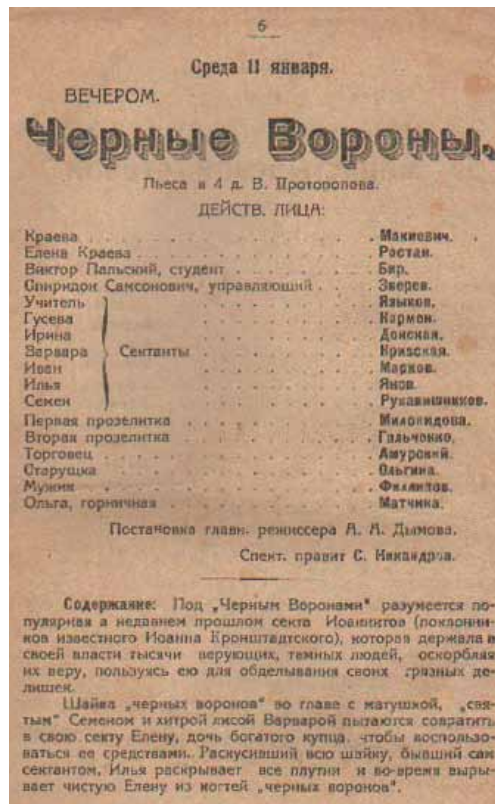 6
Среда 11 января.
ВЕЧЕРОМ.
Черные Вороны.
Пьеса в 4 д. В. Протопопова.
ДЕЙСТВ. ЛИЦА:
Краева . . . . Макиевич.
Елена Краева . . . . Ростан.
Виктор Пальский, студент . . . . Бир.
Спиридон Самсонович, управляющий . . Зверев.
Учитель . . . . Языков.
Гусева . . . . Кармон.
Ирина . . . . Донская.
Варвара Сектанты . . . . Кривская.
Иван . . . . Марков.
Илья . . . . Янов.
Семен . . . . Рукавишников.
Первая прозелитка . . . . Миловидова.
Вторая прозелитка . . . . Гальченко.
Торговец . . . . Амурский.
Старушка . . . . Ольгина.
Мужик . . . . Филиппов.
Ольга, горничная . . . . Матчина.
Постановка главн. режиссера А. А. Дымова.
Спект. правит С. Никандров.
Содержание: Под „Черным Воронами" разумеется по-
пулярная в недавнем прошлом секта Иоаннитов (поклонни-
ков известного Иоанна Кронштадтского), которая держала в
своей власти тысячи верующих, темных людей, оскорбляя
их веру, пользуясь ею для обделывания своих грязных де-
лишек.
Шайка „черных воронов" во главе с матушкой, „свя-
тым" Семеном и хитрой лисой Варварой пытаются совратить
в свою секту Елену, дочь богатого купца, чтобы воспользо-
ваться ее средствами. Раскусивший всю шайку, бывший сам
сектантом, Илья раскрывает все плутни и во-время выры-
вает чистую Елену из когтей „черных воронов".